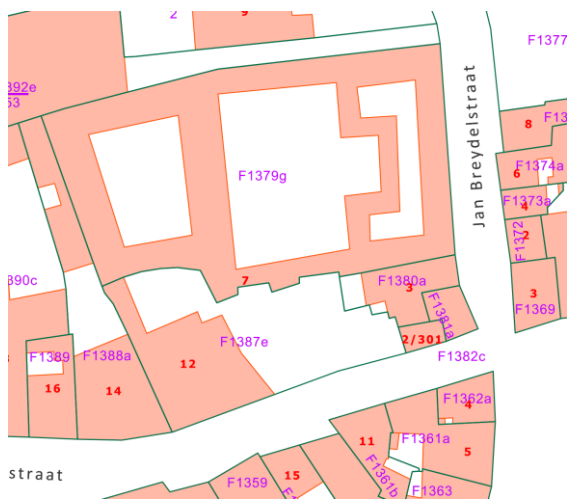 9
2
F1377
392e
53
8
F13
F1374a
6
F1373a
4
F1372
2
Jan Breydelstraat
F1379g
390c
7
F1380a
3
F1381a
3
F1369
2/301
F1387e
F1382c
F1389
F1388a
12
16
14
F1362a
4
11
F1361a
5
straat
15
F1359
F1361b
F1363